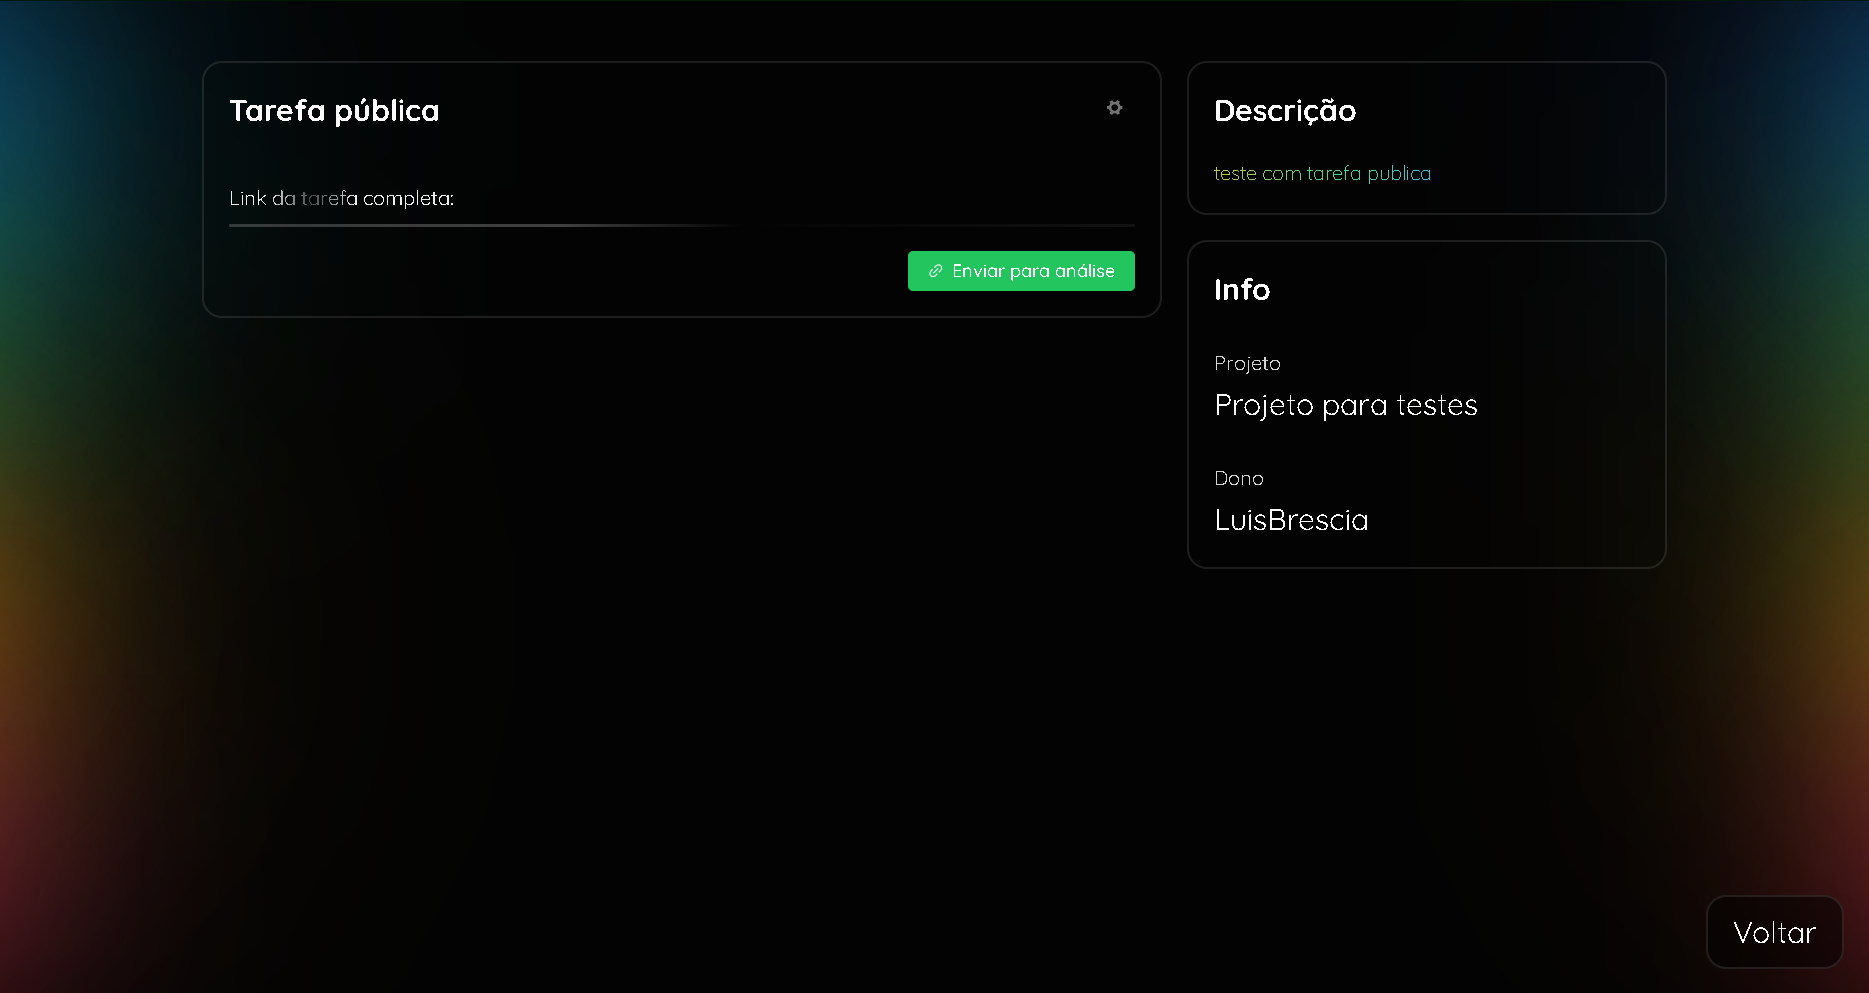 Tarefa pública
Link da tarefa completa:
Enviar para análise
Descrição
teste com tarefa publica
Info
Projeto
Projeto para testes
Dono
LuisBrescia
Voltar